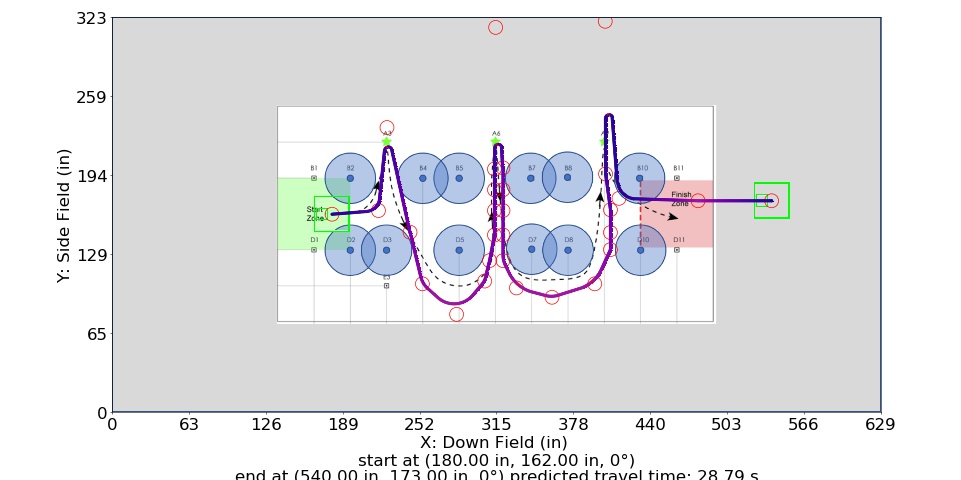 323
259
194
129
65
0
Y: Side Field (in)
A3
A6
B1
B2
B4
B5
B7
B8
B10
B11
Start
Zone
Finish
Zone
D1
D2
D3
D5
D7
D8
D10
D11
E3
0
63
126
189
252
315
378
440
503
566
629
X: Down Field (in)
start at (180.00 in, 162.00 in, 0°)
end at (540.00 in, 173.00 in, 0°) predicted travel time: 28.79 s